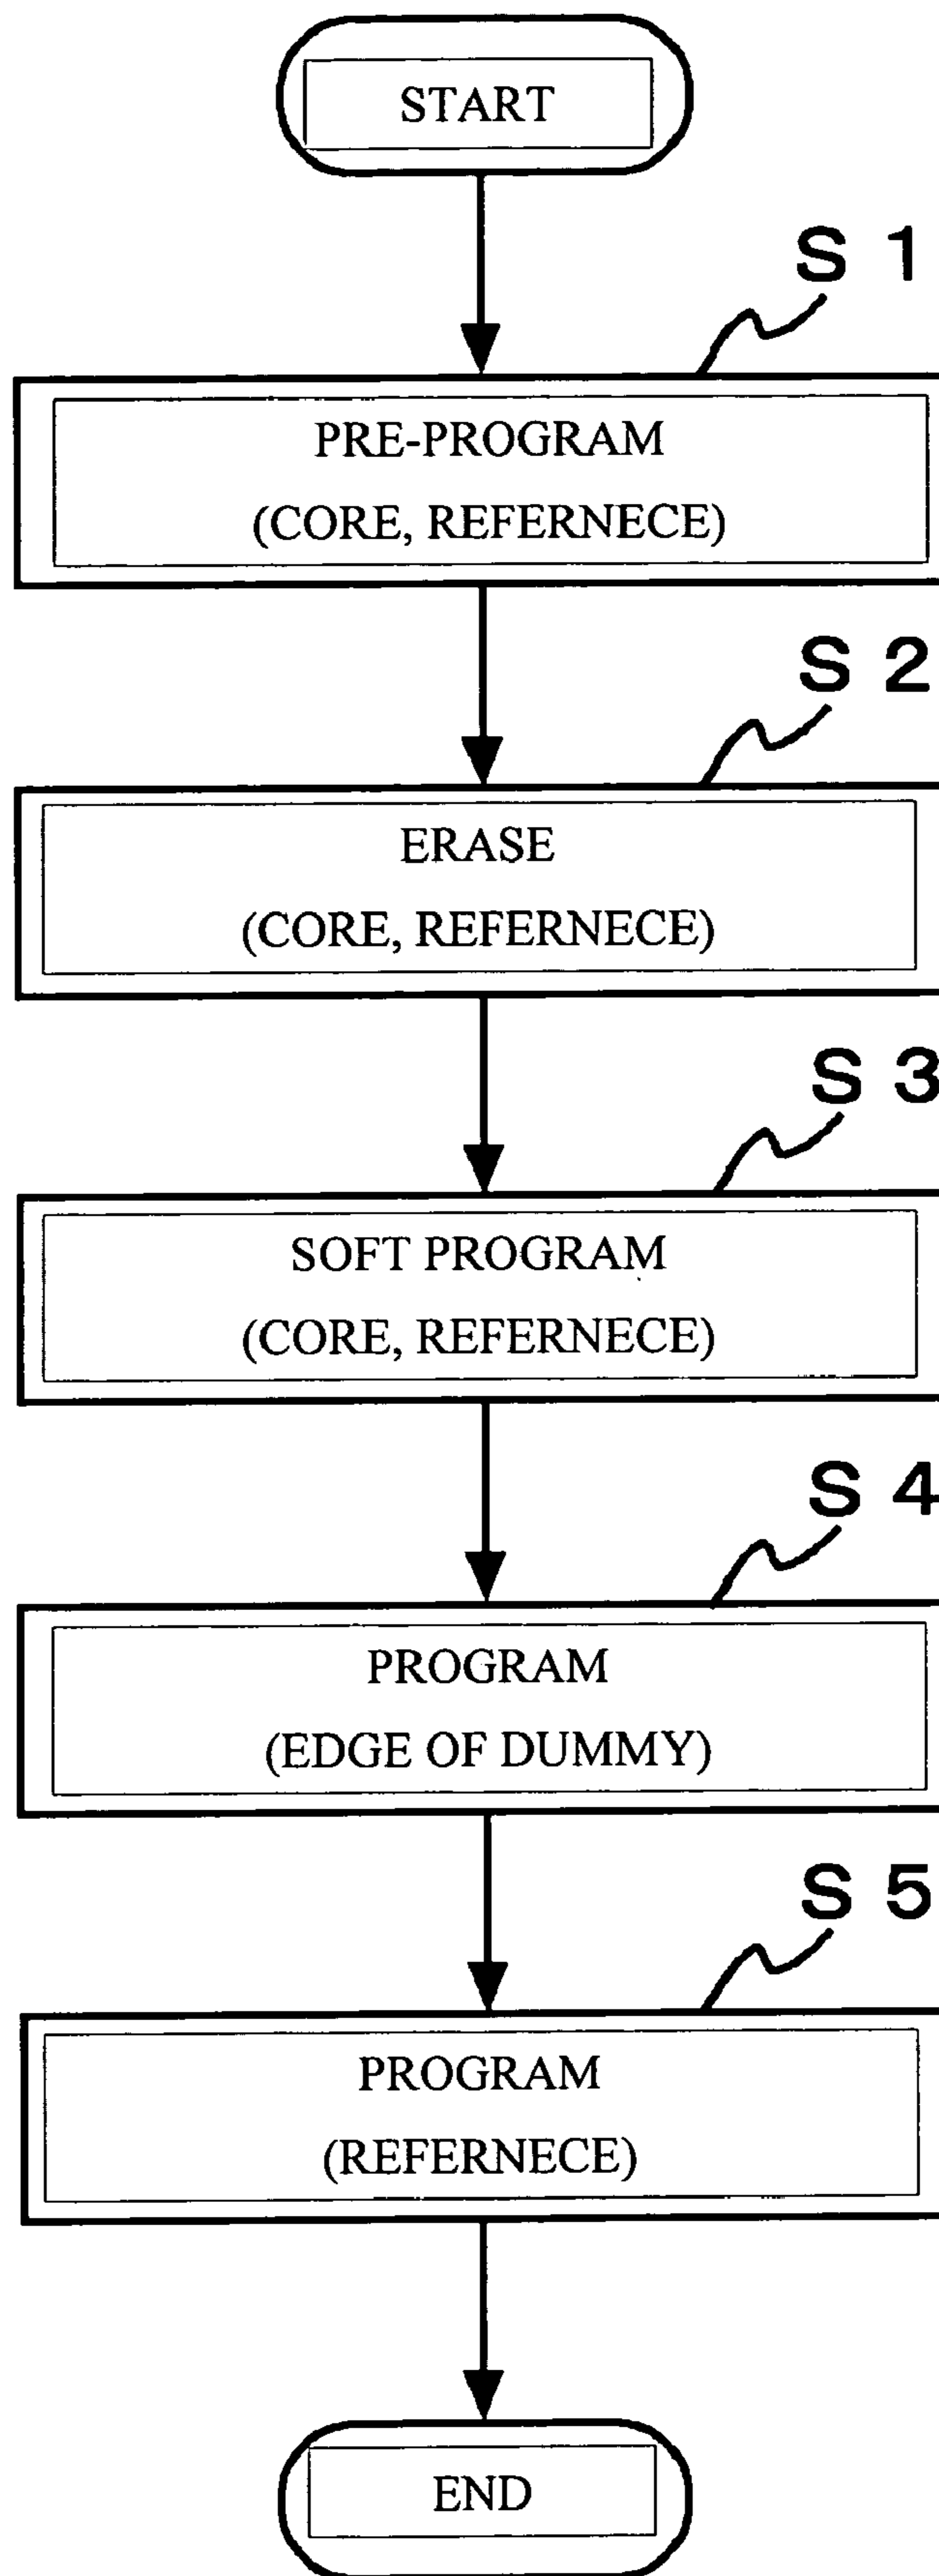 START
S 1
PRE-PROGRAM
(CORE, REFERNECE)
S 2
ERASE
(CORE, REFERNECE)
S 3
SOFT PROGRAM
(CORE, REFERNECE)
S 4
PROGRAM
(EDGE OF DUMMY)
S 5
PROGRAM
(REFERNECE)
END